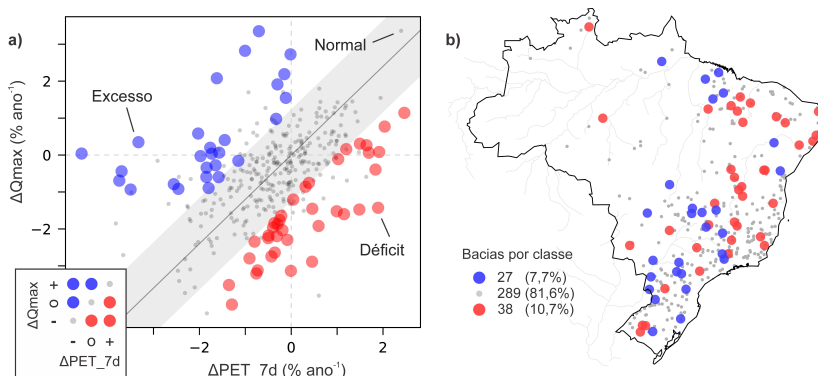 a)
ΔQmax (% ano⁻¹)
2
0
−2
Excesso
Normal
Déficit
−2
0
2
ΔPET_7d (% ano⁻¹)
ΔQmax
+
o
-
- o +
ΔPET_7d
b)
Bacias por classe
27 (7,7%)
289 (81,6%)
38 (10,7%)